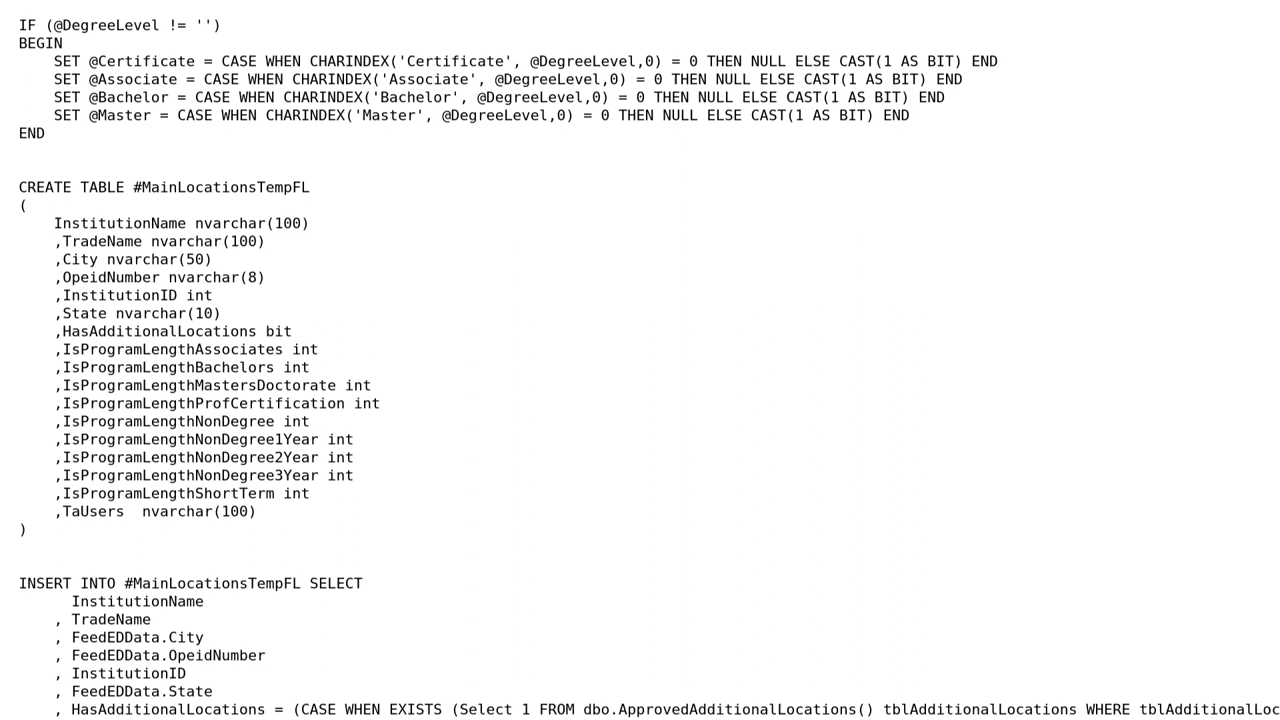 IF (@DegreeLevel != '')
BEGIN
    SET @Certificate = CASE WHEN CHARINDEX('Certificate', @DegreeLevel,0) = 0 THEN NULL ELSE CAST(1 AS BIT) END
    SET @Associate = CASE WHEN CHARINDEX('Associate', @DegreeLevel,0) = 0 THEN NULL ELSE CAST(1 AS BIT) END
    SET @Bachelor = CASE WHEN CHARINDEX('Bachelor', @DegreeLevel,0) = 0 THEN NULL ELSE CAST(1 AS BIT) END
    SET @Master = CASE WHEN CHARINDEX('Master', @DegreeLevel,0) = 0 THEN NULL ELSE CAST(1 AS BIT) END
END
CREATE TABLE #MainLocationsTempFL
(
    InstitutionName nvarchar(100)
    ,TradeName nvarchar(100)
    ,City nvarchar(50)
    ,OpeidNumber nvarchar(8)
    ,InstitutionID int
    ,State nvarchar(10)
    ,HasAdditionalLocations bit
    ,IsProgramLengthAssociates int
    ,IsProgramLengthBachelors int
    ,IsProgramLengthMastersDoctorate int
    ,IsProgramLengthProfCertification int
    ,IsProgramLengthNonDegree int
    ,IsProgramLengthNonDegree1Year int
    ,IsProgramLengthNonDegree2Year int
    ,IsProgramLengthNonDegree3Year int
    ,IsProgramLengthShortTerm int
    ,TaUsers  nvarchar(100)
)
INSERT INTO #MainLocationsTempFL SELECT
      InstitutionName
    , TradeName
    , FeedEDData.City
    , FeedEDData.OpeidNumber
    , InstitutionID
    , FeedEDData.State
    , HasAdditionalLocations = (CASE WHEN EXISTS (Select 1 FROM dbo.ApprovedAdditionalLocations() tblAdditionalLocations WHERE tblAdditionalLoc